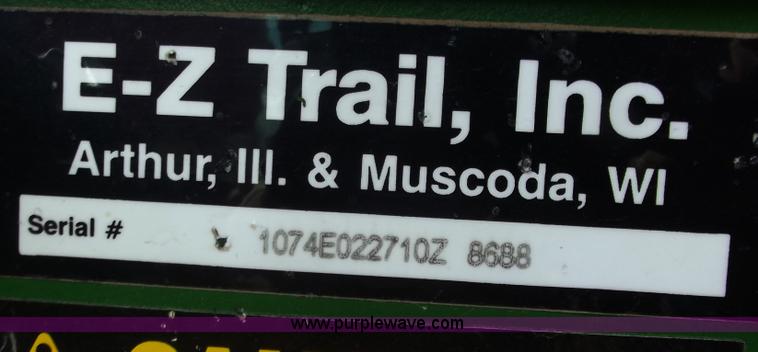 E-Z Trail, Inc.
Arthur, Ill. & Muscoda, WI
Serial # 1074E022710Z 8688
www.purplewave.com